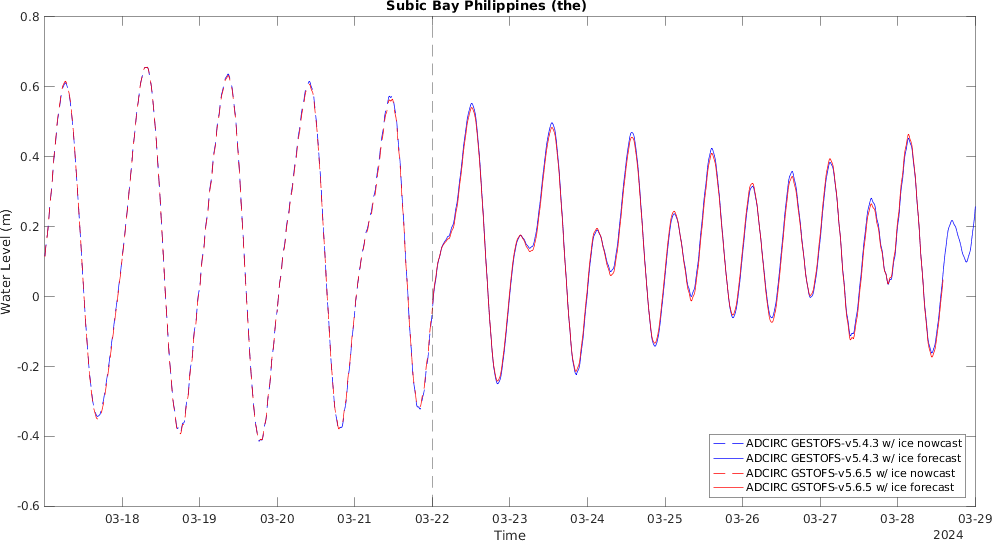 Subic Bay Philippines (the)
0.8
0.6
0.4
0.2
0
-0.2
-0.4
-0.6
Water Level (m)
ADCIRC GESTOFS-v5.4.3 w/ ice nowcast
ADCIRC GESTOFS-v5.4.3 w/ ice forecast
ADCIRC GSTOFS-v5.6.5 w/ ice nowcast
ADCIRC GSTOFS-v5.6.5 w/ ice forecast
03-18 03-19 03-20 03-21 03-22 03-23 03-24 03-25 03-26 03-27 03-28 03-29
Time
2024